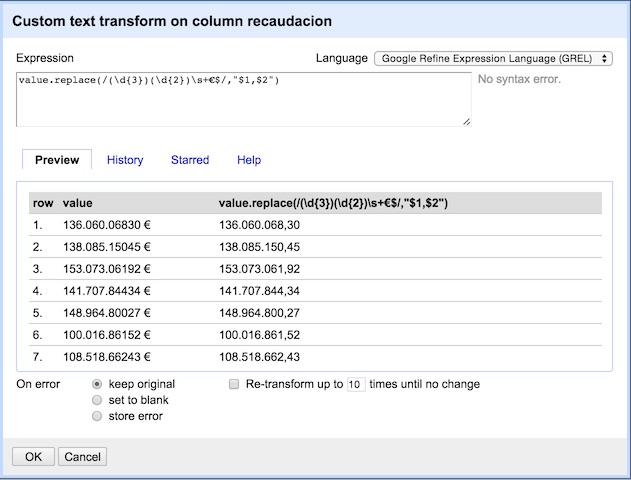 Custom text transform on column recaudacion
Expression Language Google Refine Expression Language (GREL)
value.replace(/(\d{3})(\d{2})\s+€$/,"$1,$2") No syntax error.
Preview History Starred Help
row value value.replace(/(\d{3})(\d{2})\s+€$/,"$1,$2")
1. 136.060.06830 € 136.060.068,30
2. 138.085.15045 € 138.085.150,45
3. 153.073.06192 € 153.073.061,92
4. 141.707.84434 € 141.707.844,34
5. 148.964.80027 € 148.964.800,27
6. 100.016.86152 € 100.016.861,52
7. 108.518.66243 € 108.518.662,43
On error keep original Re-transform up to 10 times until no change
set to blank
store error
OK Cancel